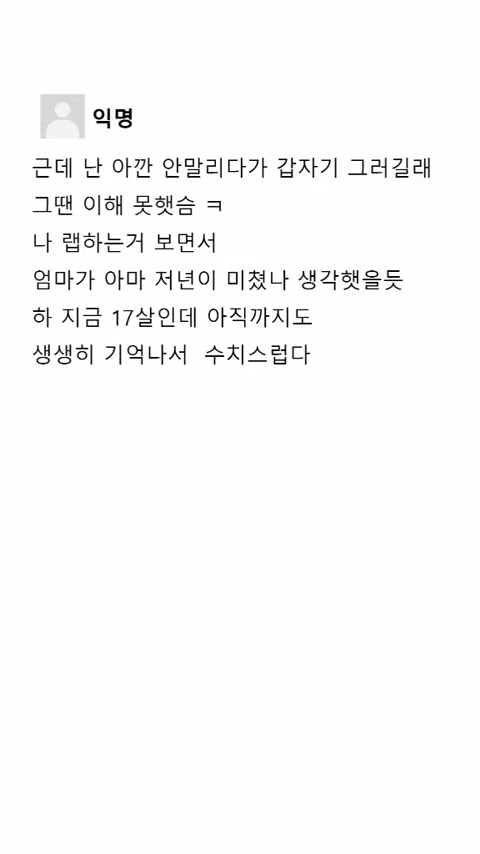 익명
근데 난 아깐 안말리다가 갑자기 그러길래
그땐 이해 못햇슴 ㅋ
나 랩하는거 보면서
엄마가 아마 저년이 미쳤나 생각햇을듯
하 지금 17살인데 아직까지도
생생히 기억나서 수치스럽다